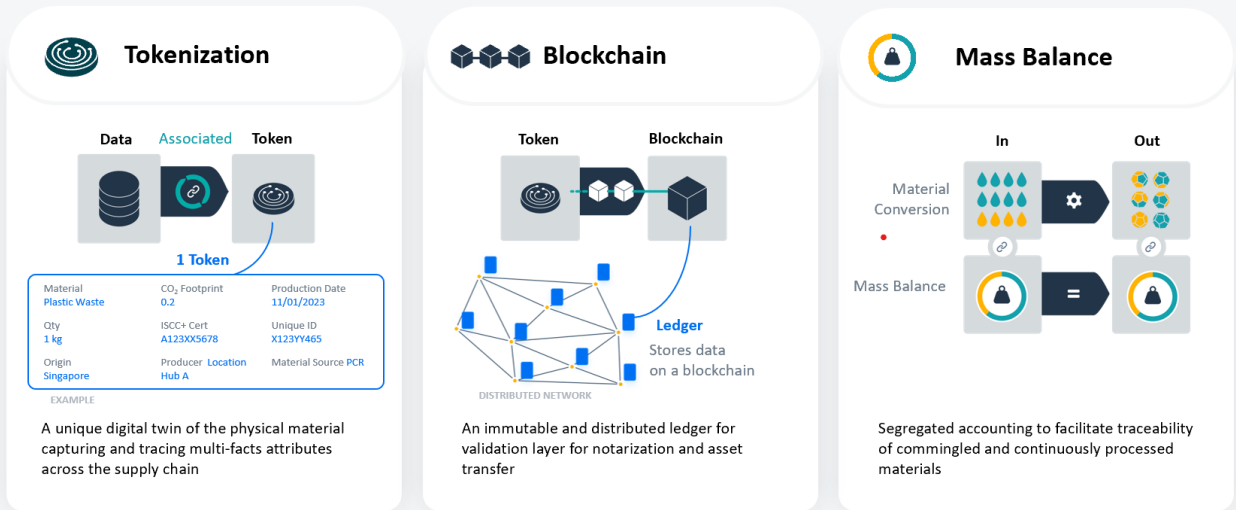 Tokenization
Data Associated Token
1 Token
Material CO₂ Footprint Production Date
Plastic Waste 0.2 11/01/2023
Qty ISCC+ Cert Unique ID
1 kg A123XX5678 X123YY465
Origin Producer Location Material Source PCR
Singapore Hub A
EXAMPLE
A unique digital twin of the physical material
capturing and tracing multi-facts attributes
across the supply chain
Blockchain
Token Blockchain
Ledger
Stores data
on a blockchain
DISTRIBUTED NETWORK
An immutable and distributed ledger for
validation layer for notarization and asset
transfer
Mass Balance
In Out
Material
Conversion
Mass Balance
Segregated accounting to facilitate traceability
of commingled and continuously processed
materials